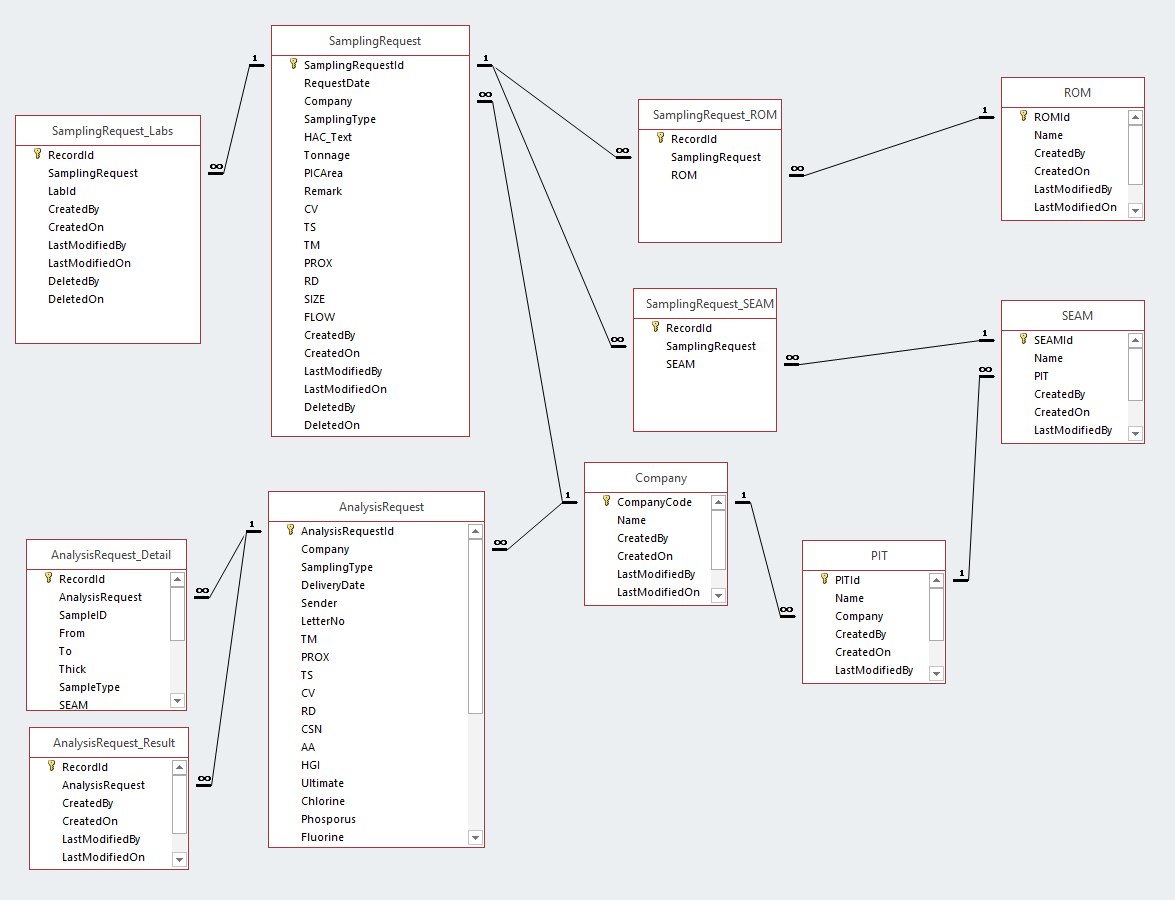 SamplingRequest
SamplingRequestId
RequestDate
Company
SamplingType
HAC_Text
Tonnage
PICArea
Remark
CV
TS
TM
PROX
RD
SIZE
FLOW
CreatedBy
CreatedOn
LastModifiedBy
LastModifiedOn
DeletedBy
DeletedOn
1
1
∞
SamplingRequest_Labs
RecordId
SamplingRequest
LabId
CreatedBy
CreatedOn
LastModifiedBy
LastModifiedOn
DeletedBy
DeletedOn
∞
SamplingRequest_ROM
RecordId
SamplingRequest
ROM
∞
∞
ROM
ROMId
Name
CreatedBy
CreatedOn
LastModifiedBy
LastModifiedOn
1
SamplingRequest_SEAM
RecordId
SamplingRequest
SEAM
∞
∞
SEAM
SEAMId
Name
PIT
CreatedBy
CreatedOn
LastModifiedBy
1
∞
Company
CompanyCode
Name
CreatedBy
CreatedOn
LastModifiedBy
LastModifiedOn
1
1
PIT
PITId
Name
Company
CreatedBy
CreatedOn
LastModifiedBy
∞
1
AnalysisRequest
AnalysisRequestId
Company
SamplingType
DeliveryDate
Sender
LetterNo
TM
PROX
TS
CV
RD
CSN
AA
HGI
Ultimate
Chlorine
Phosporus
Fluorine
1
∞
AnalysisRequest_Detail
RecordId
AnalysisRequest
SampleID
From
To
Thick
SampleType
SEAM
∞
AnalysisRequest_Result
RecordId
AnalysisRequest
CreatedBy
CreatedOn
LastModifiedBy
LastModifiedOn
∞